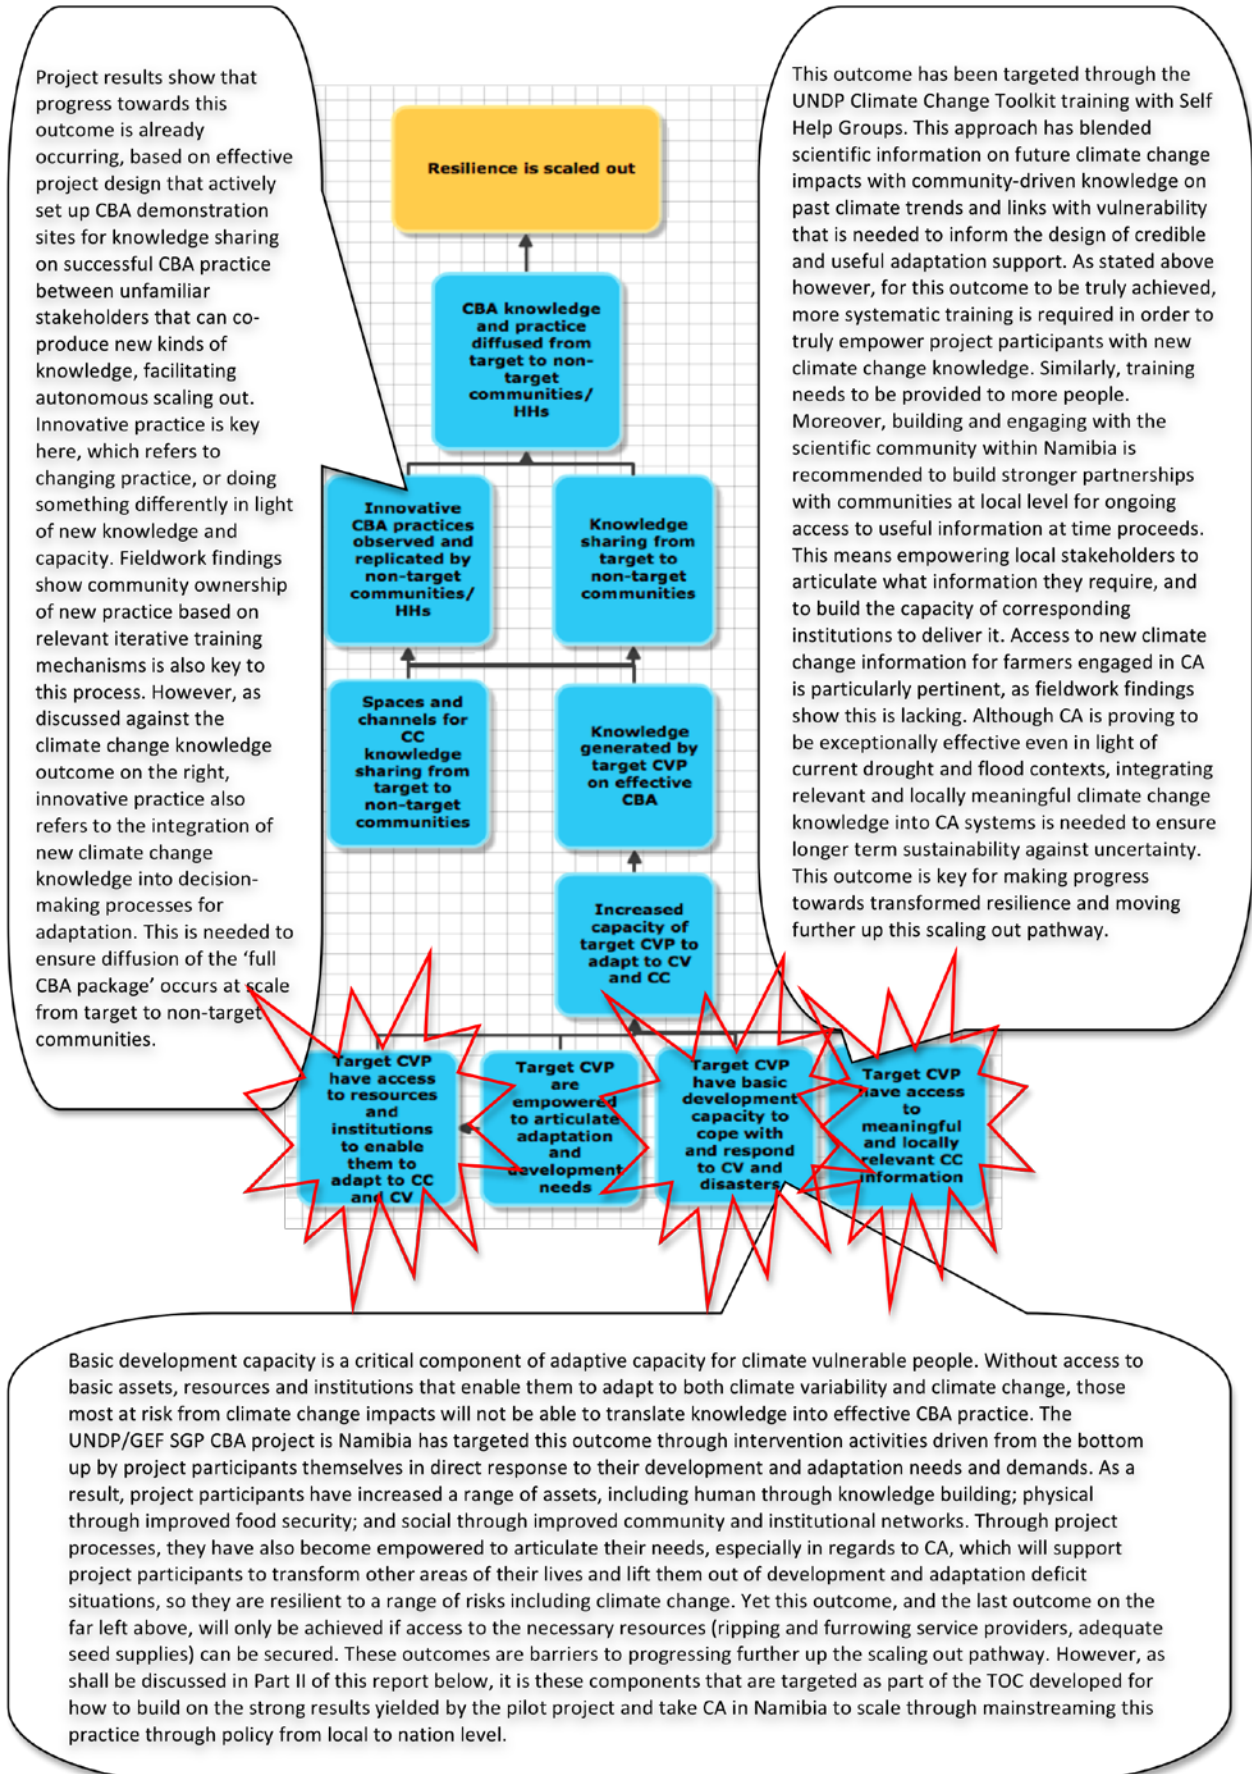 Project results show that
progress towards this
outcome is already
occurring, based on effective
project design that actively
set up CBA demonstration
sites for knowledge sharing
on successful CBA practice
between unfamiliar
stakeholders that can co-
produce new kinds of
knowledge, facilitating
autonomous scaling out.
Innovative practice is key
here, which refers to
changing practice, or doing
something differently in light
of new knowledge and
capacity. Fieldwork findings
show community ownership
of new practice based on
relevant iterative training
mechanisms is also key to
this process. However, as
discussed against the
climate change knowledge
outcome on the right,
innovative practice also
refers to the integration of
new climate change
knowledge into decision-
making processes for
adaptation. This is needed to
ensure diffusion of the ‘full
CBA package’ occurs at scale
from target to non-target
communities.
Resilience is scaled out
CBA knowledge
and practice
diffused from
target to non-
target
communities/
HHs
Innovative
CBA practices
observed and
replicated by
non-target
communities/
HHs
Knowledge
sharing from
target to
non-target
communities
Spaces and
channels for
CC
knowledge
sharing from
target to
non-target
communities
Knowledge
generated by
target CVP
on effective
CBA
Increased
capacity of
target CVP to
adapt to CV
and CC
Target CVP
have access
to resources
and
institutions
to enable
them to
adapt to CC
and CV
Target CVP
are
empowered
to articulate
adaptation
and
development
needs
Target CVP
have basic
development
capacity to
cope with
and respond
to CV and
disasters
Target CVP
have access
to
meaningful
and locally
relevant CC
information
This outcome has been targeted through the
UNDP Climate Change Toolkit training with Self
Help Groups. This approach has blended
scientific information on future climate change
impacts with community-driven knowledge on
past climate trends and links with vulnerability
that is needed to inform the design of credible
and useful adaptation support. As stated above
however, for this outcome to be truly achieved,
more systematic training is required in order to
truly empower project participants with new
climate change knowledge. Similarly, training
needs to be provided to more people.
Moreover, building and engaging with the
scientific community within Namibia is
recommended to build stronger partnerships
with communities at local level for ongoing
access to useful information at time proceeds.
This means empowering local stakeholders to
articulate what information they require, and
to build the capacity of corresponding
institutions to deliver it. Access to new climate
change information for farmers engaged in CA
is particularly pertinent, as fieldwork findings
show this is lacking. Although CA is proving to
be exceptionally effective even in light of
current drought and flood contexts, integrating
relevant and locally meaningful climate change
knowledge into CA systems is needed to ensure
longer term sustainability against uncertainty.
This outcome is key for making progress
towards transformed resilience and moving
further up this scaling out pathway.
Basic development capacity is a critical component of adaptive capacity for climate vulnerable people. Without access to
basic assets, resources and institutions that enable them to adapt to both climate variability and climate change, those
most at risk from climate change impacts will not be able to translate knowledge into effective CBA practice. The
UNDP/GEF SGP CBA project is Namibia has targeted this outcome through intervention activities driven from the bottom
up by project participants themselves in direct response to their development and adaptation needs and demands. As a
result, project participants have increased a range of assets, including human through knowledge building; physical
through improved food security; and social through improved community and institutional networks. Through project
processes, they have also become empowered to articulate their needs, especially in regards to CA, which will support
project participants to transform other areas of their lives and lift them out of development and adaptation deficit
situations, so they are resilient to a range of risks including climate change. Yet this outcome, and the last outcome on the
far left above, will only be achieved if access to the necessary resources (ripping and furrowing service providers, adequate
seed supplies) can be secured. These outcomes are barriers to progressing further up the scaling out pathway. However, as
shall be discussed in Part II of this report below, it is these components that are targeted as part of the TOC developed for
how to build on the strong results yielded by the pilot project and take CA in Namibia to scale through mainstreaming this
practice through policy from local to nation level.